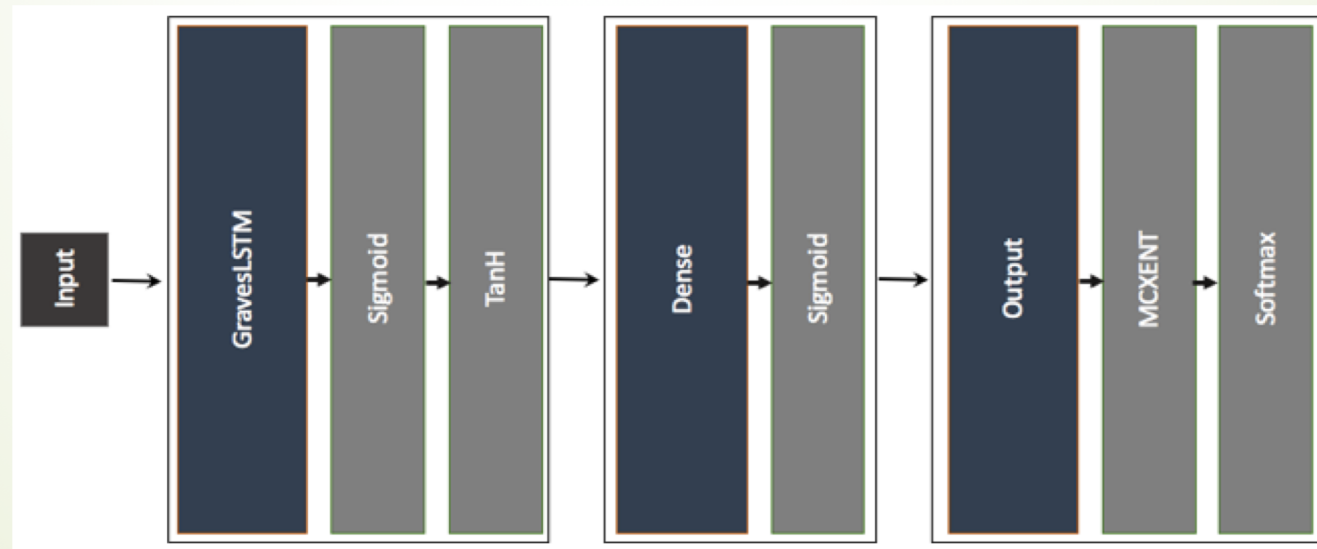 Input
GravesLSTM
Sigmoid
TanH
Dense
Sigmoid
Output
MCXENT
Softmax